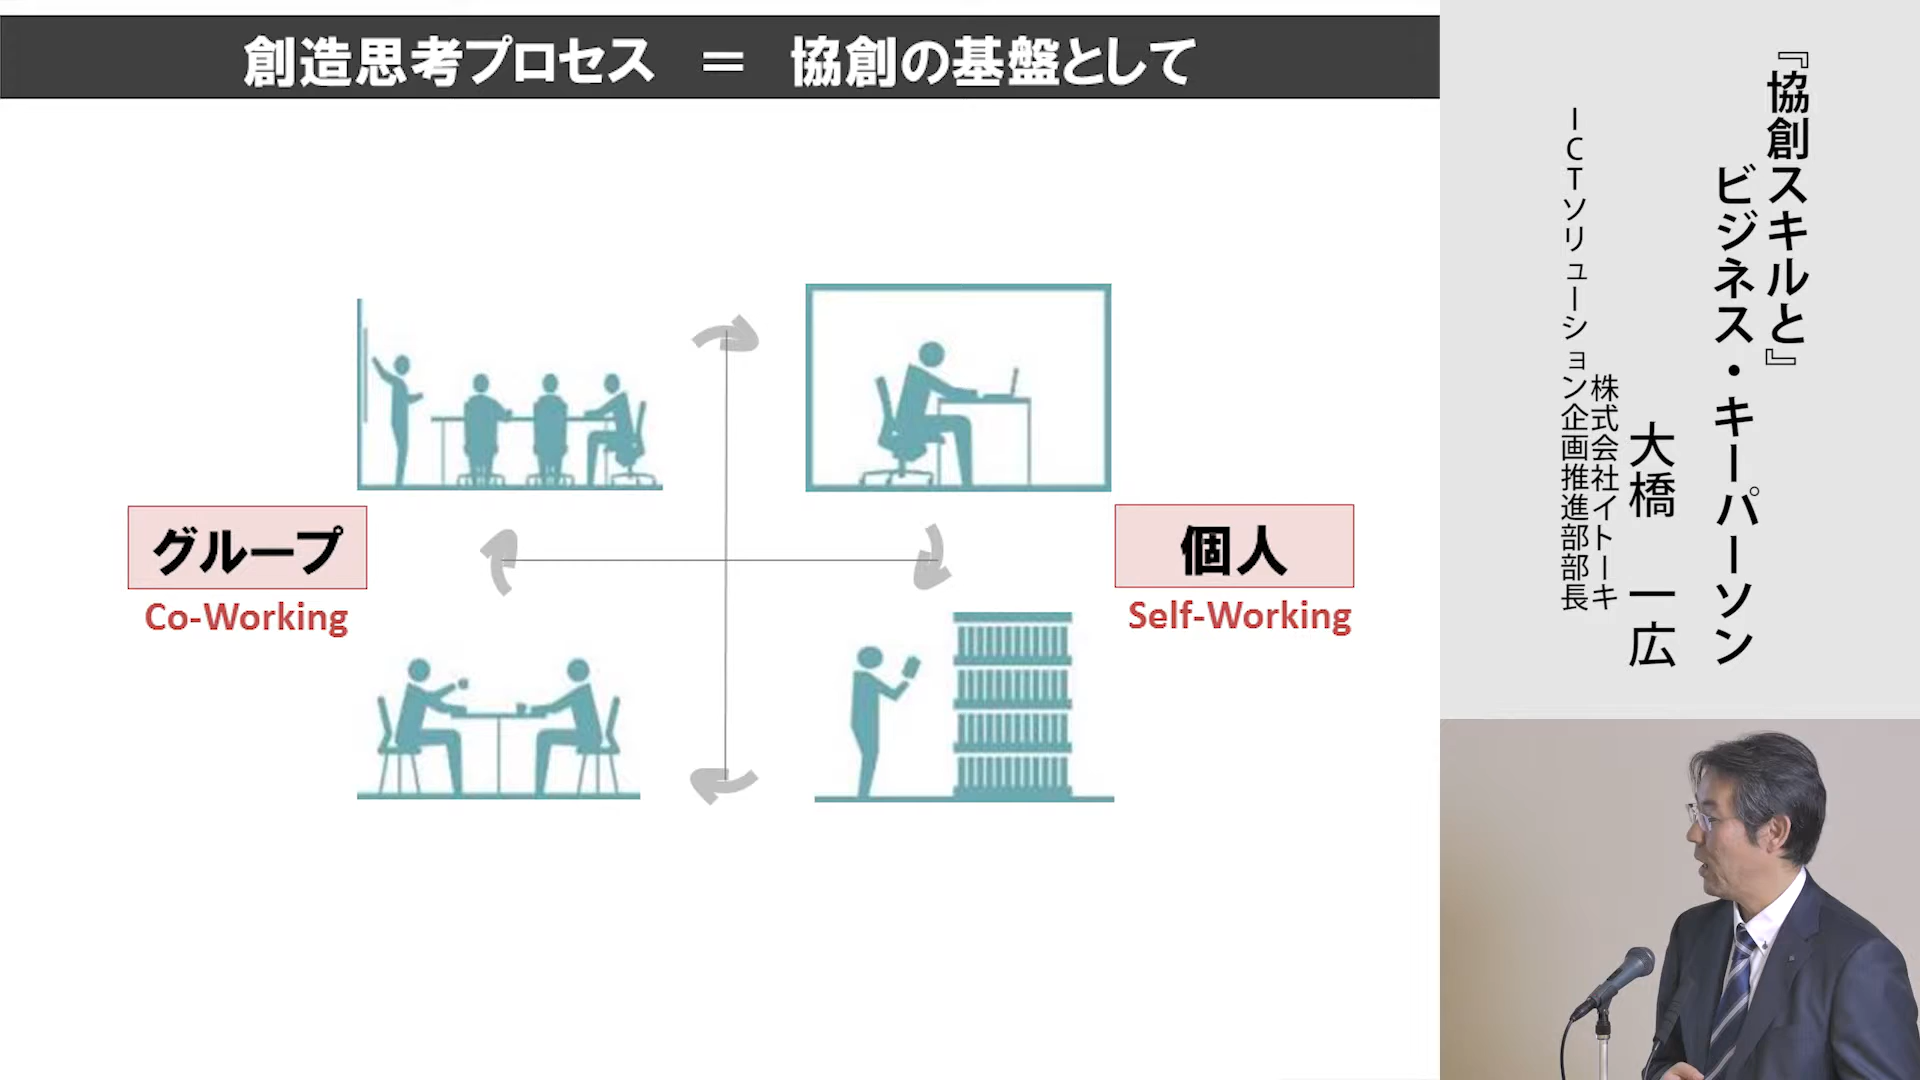 創造思考プロセス ＝ 協創の基盤として
グループ
Co-Working
個人
Self-Working
『協創スキルと』
ビジネス・キーパーソン
大橋 一広
株式会社イトーキ
ICTソリューション企画推進部部長